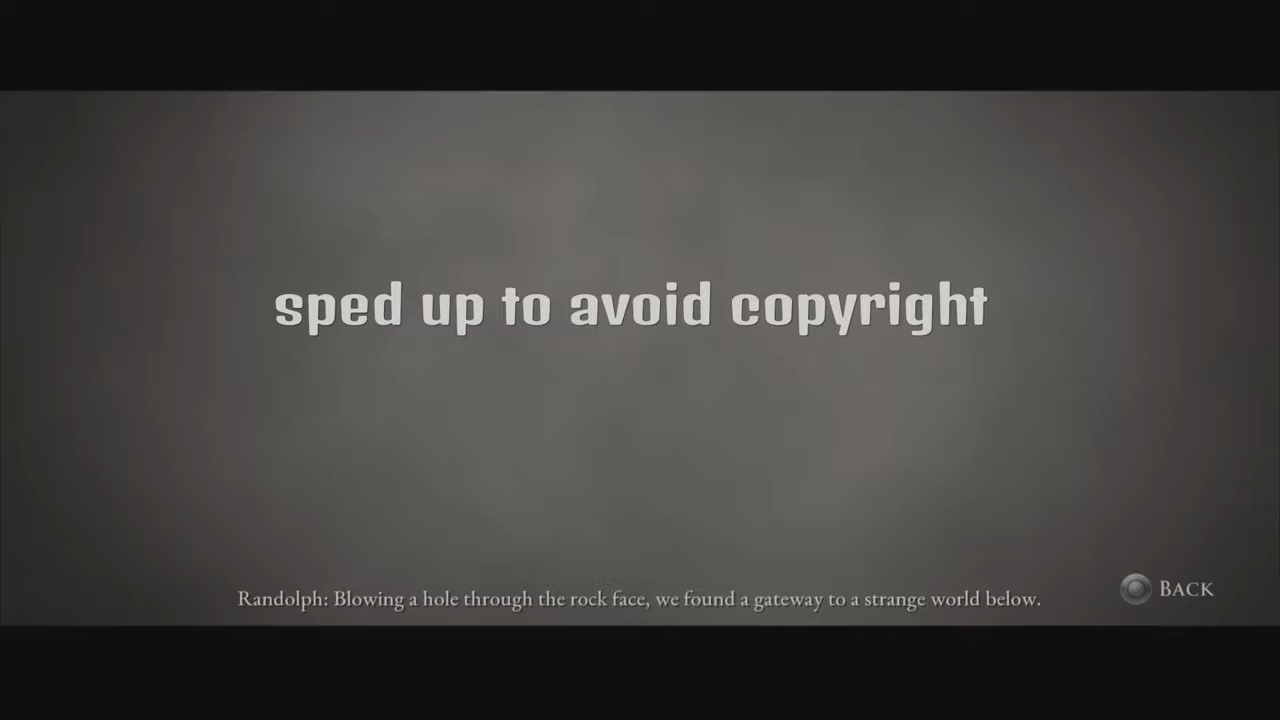 sped up to avoid copyright
Randolph: Blowing a hole through the rock face, we found a gateway to a strange world below.
BACK